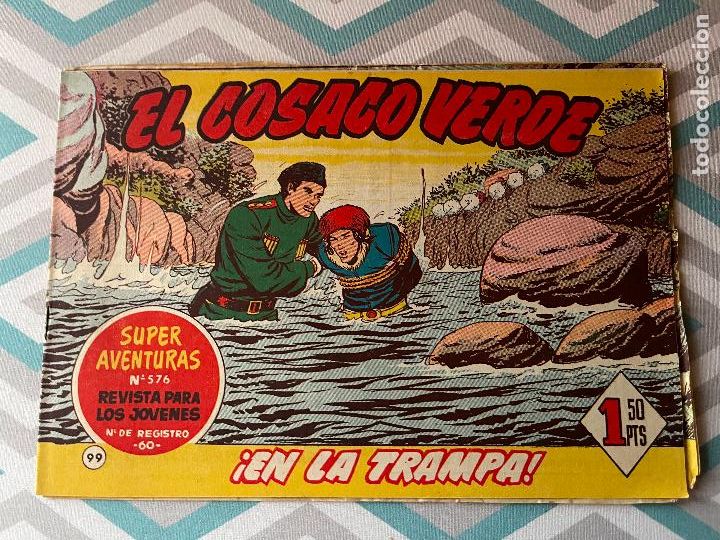 EL COSACO VERDE
SUPER
AVENTURAS
Nº 576
REVISTA PARA
LOS JOVENES
Nº DE REGISTRO
-60-
99
¡EN LA TRAMPA!
1 50
PTS
todocoleccion